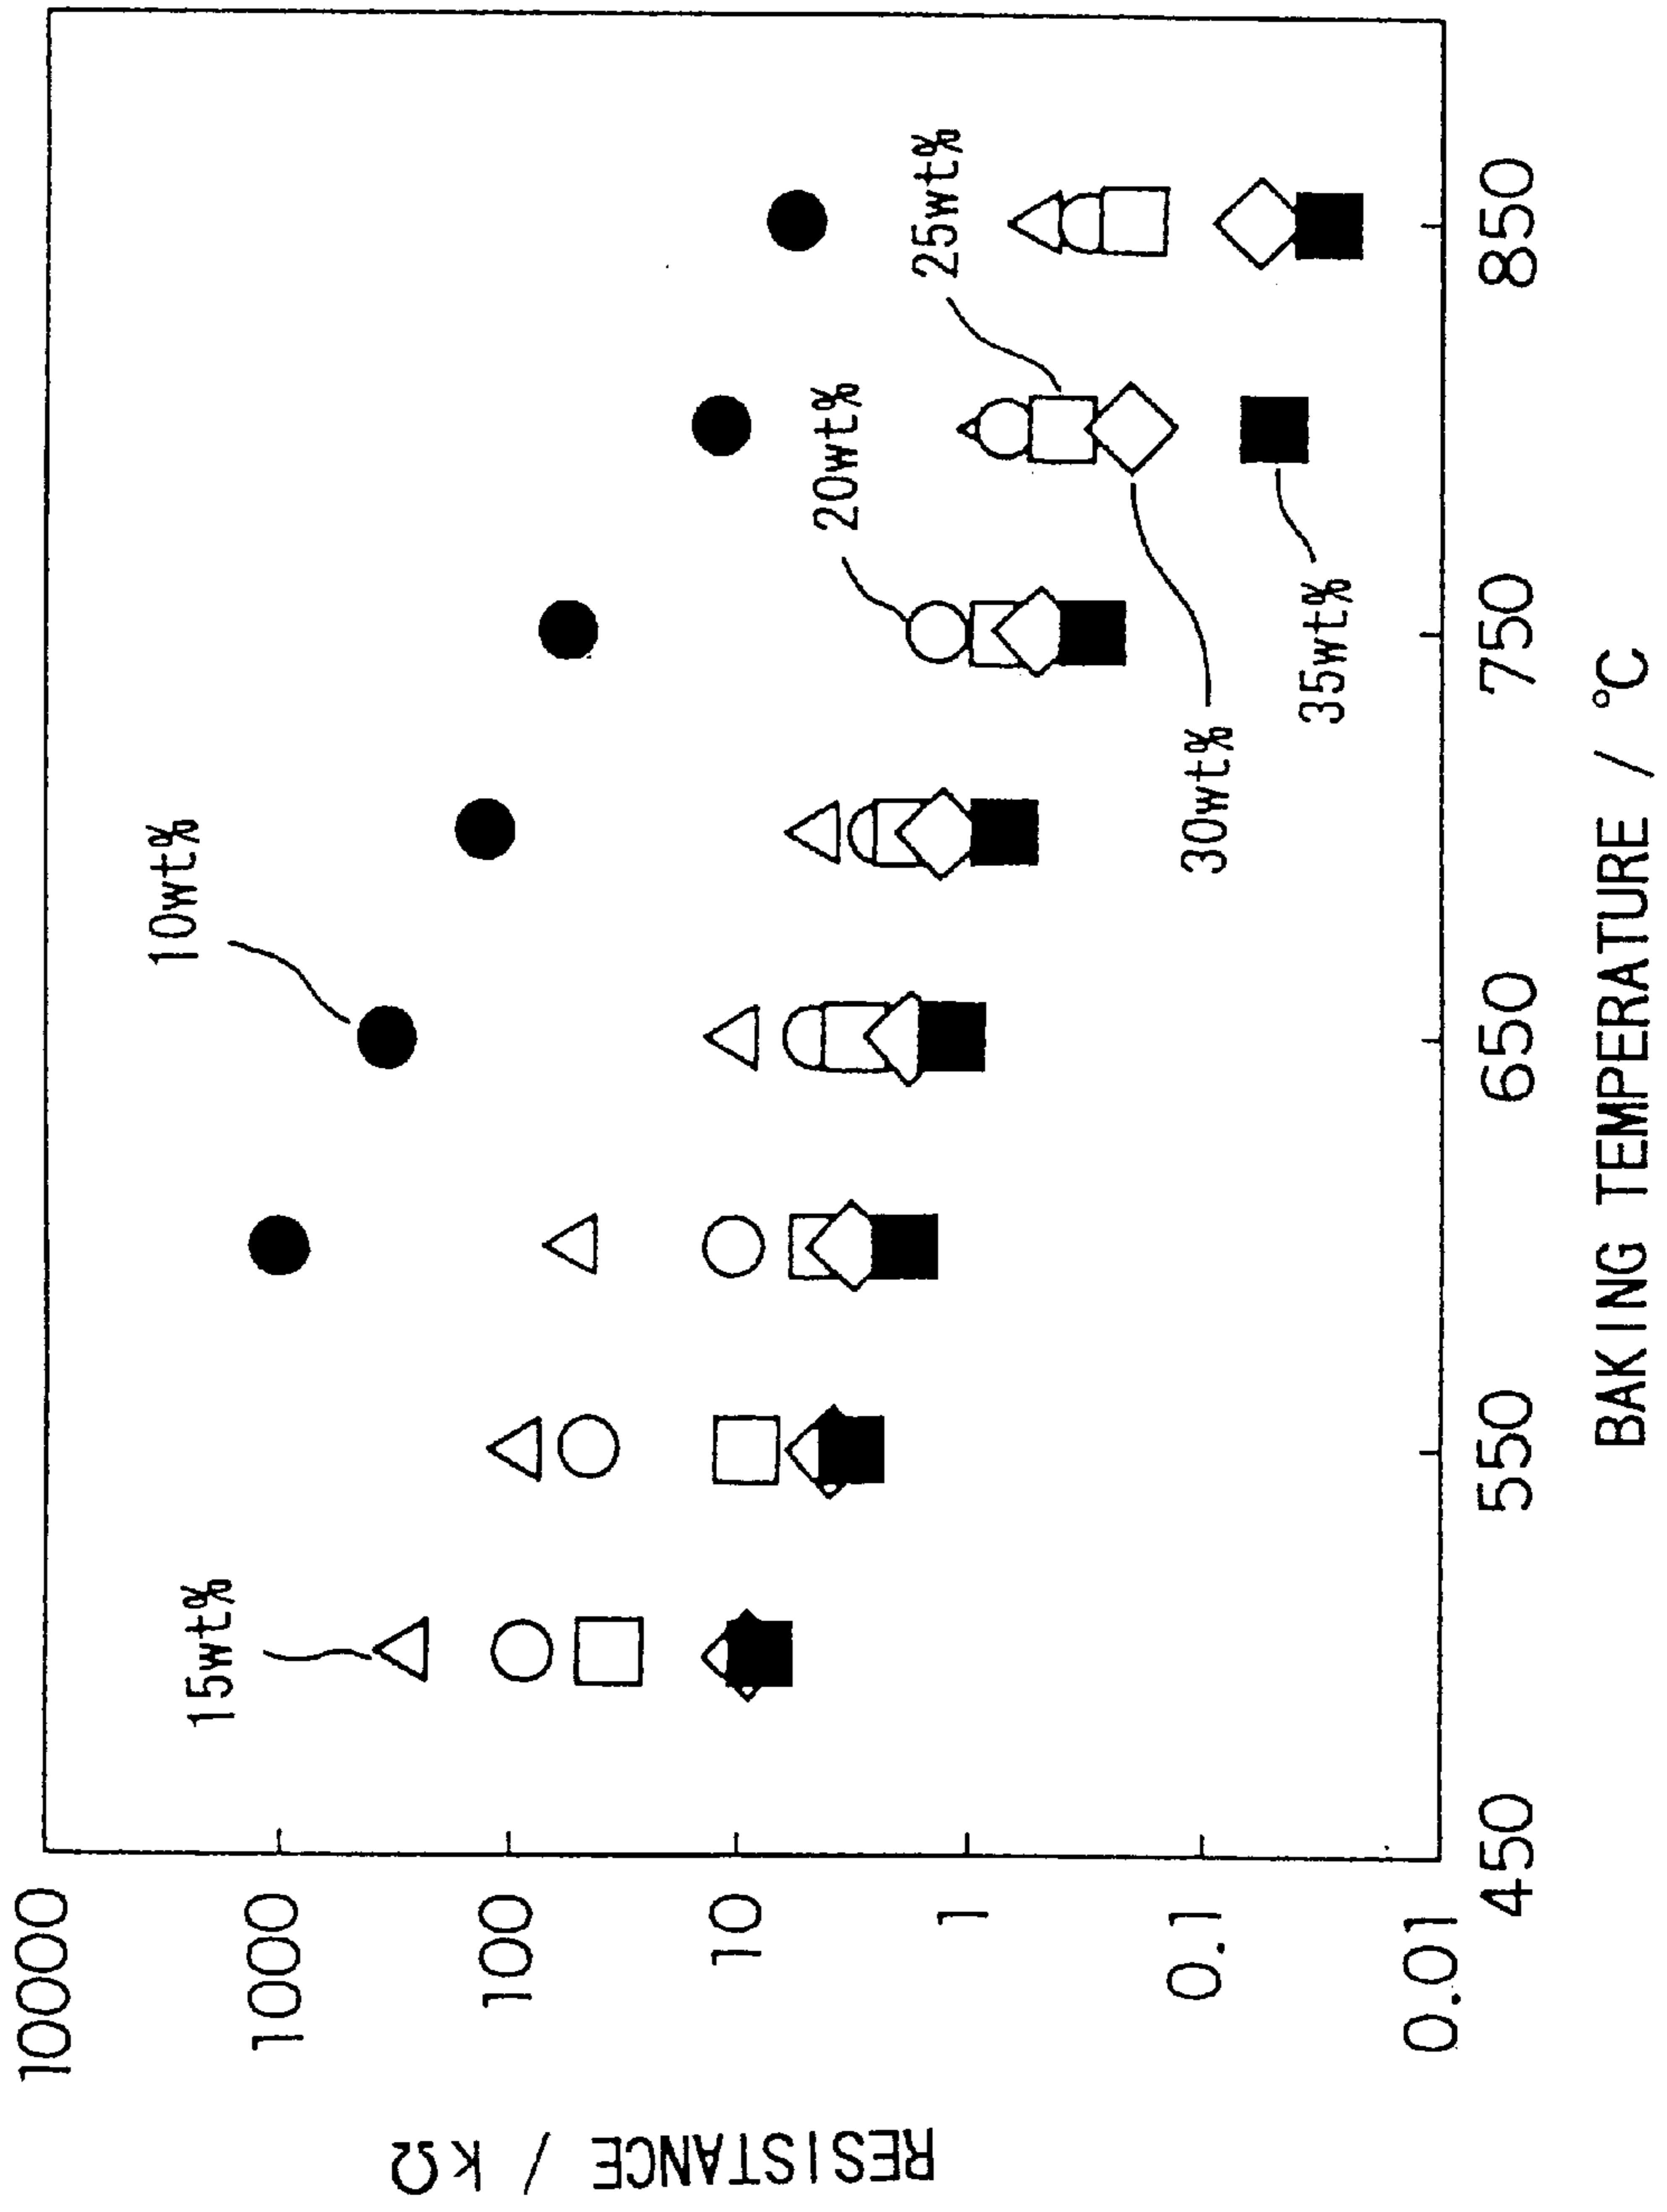 RESISTANCE / kΩ
10000
1000
100
10
1
0.1
0.01
450
550
650
750
850
BAKING TEMPERATURE / °C
15wt%
10wt%
20wt%
25wt%
30wt%
35wt%